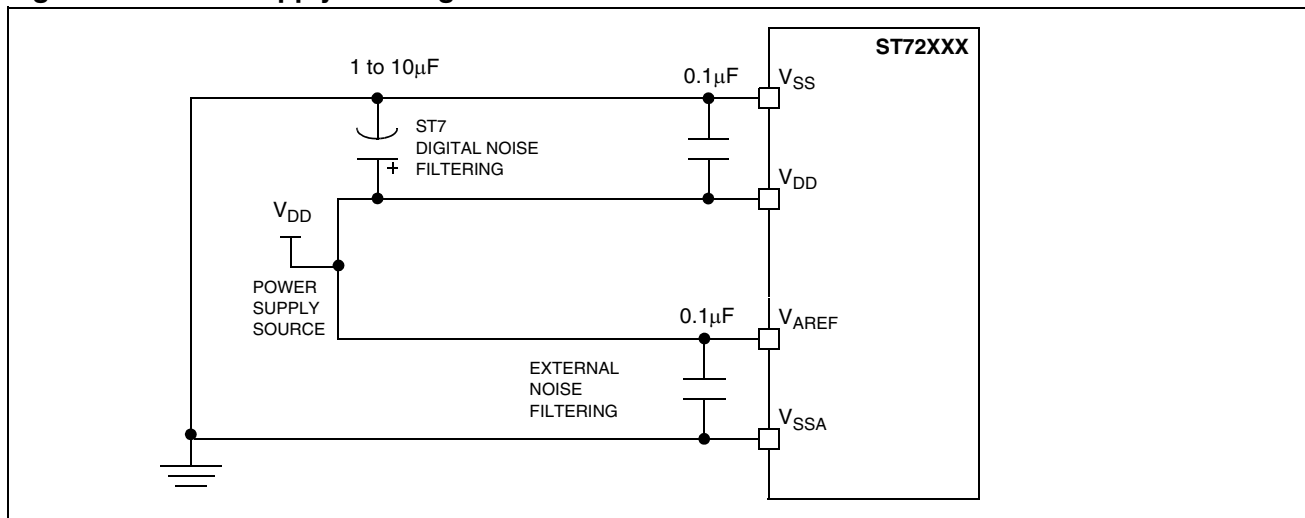 ST72XXX
1 to 10μF
0.1μF
VSS
ST7
DIGITAL NOISE
FILTERING
+
VDD
VDD
POWER
SUPPLY
SOURCE
0.1μF
VAREF
EXTERNAL
NOISE
FILTERING
VSSA